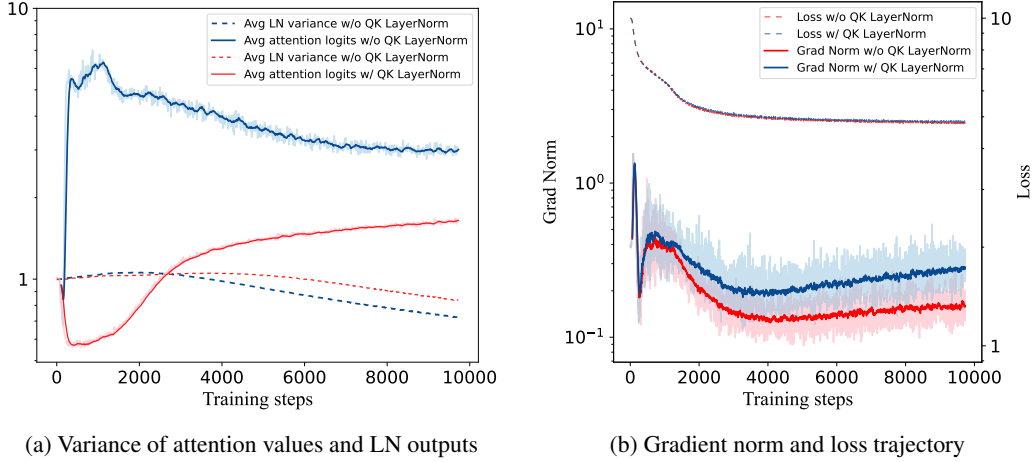 10
1
0
2000
4000
6000
8000
10000
Training steps
Avg LN variance w/o QK LayerNorm
Avg attention logits w/o QK LayerNorm
Avg LN variance w/o QK LayerNorm
Avg attention logits w/ QK LayerNorm
(a) Variance of attention values and LN outputs
Grad Norm
10¹
10⁰
10⁻¹
0
2000
4000
6000
8000
10000
Training steps
Loss w/o QK LayerNorm
Loss w/ QK LayerNorm
Grad Norm w/o QK LayerNorm
Grad Norm w/ QK LayerNorm
10
2
1
Loss
(b) Gradient norm and loss trajectory